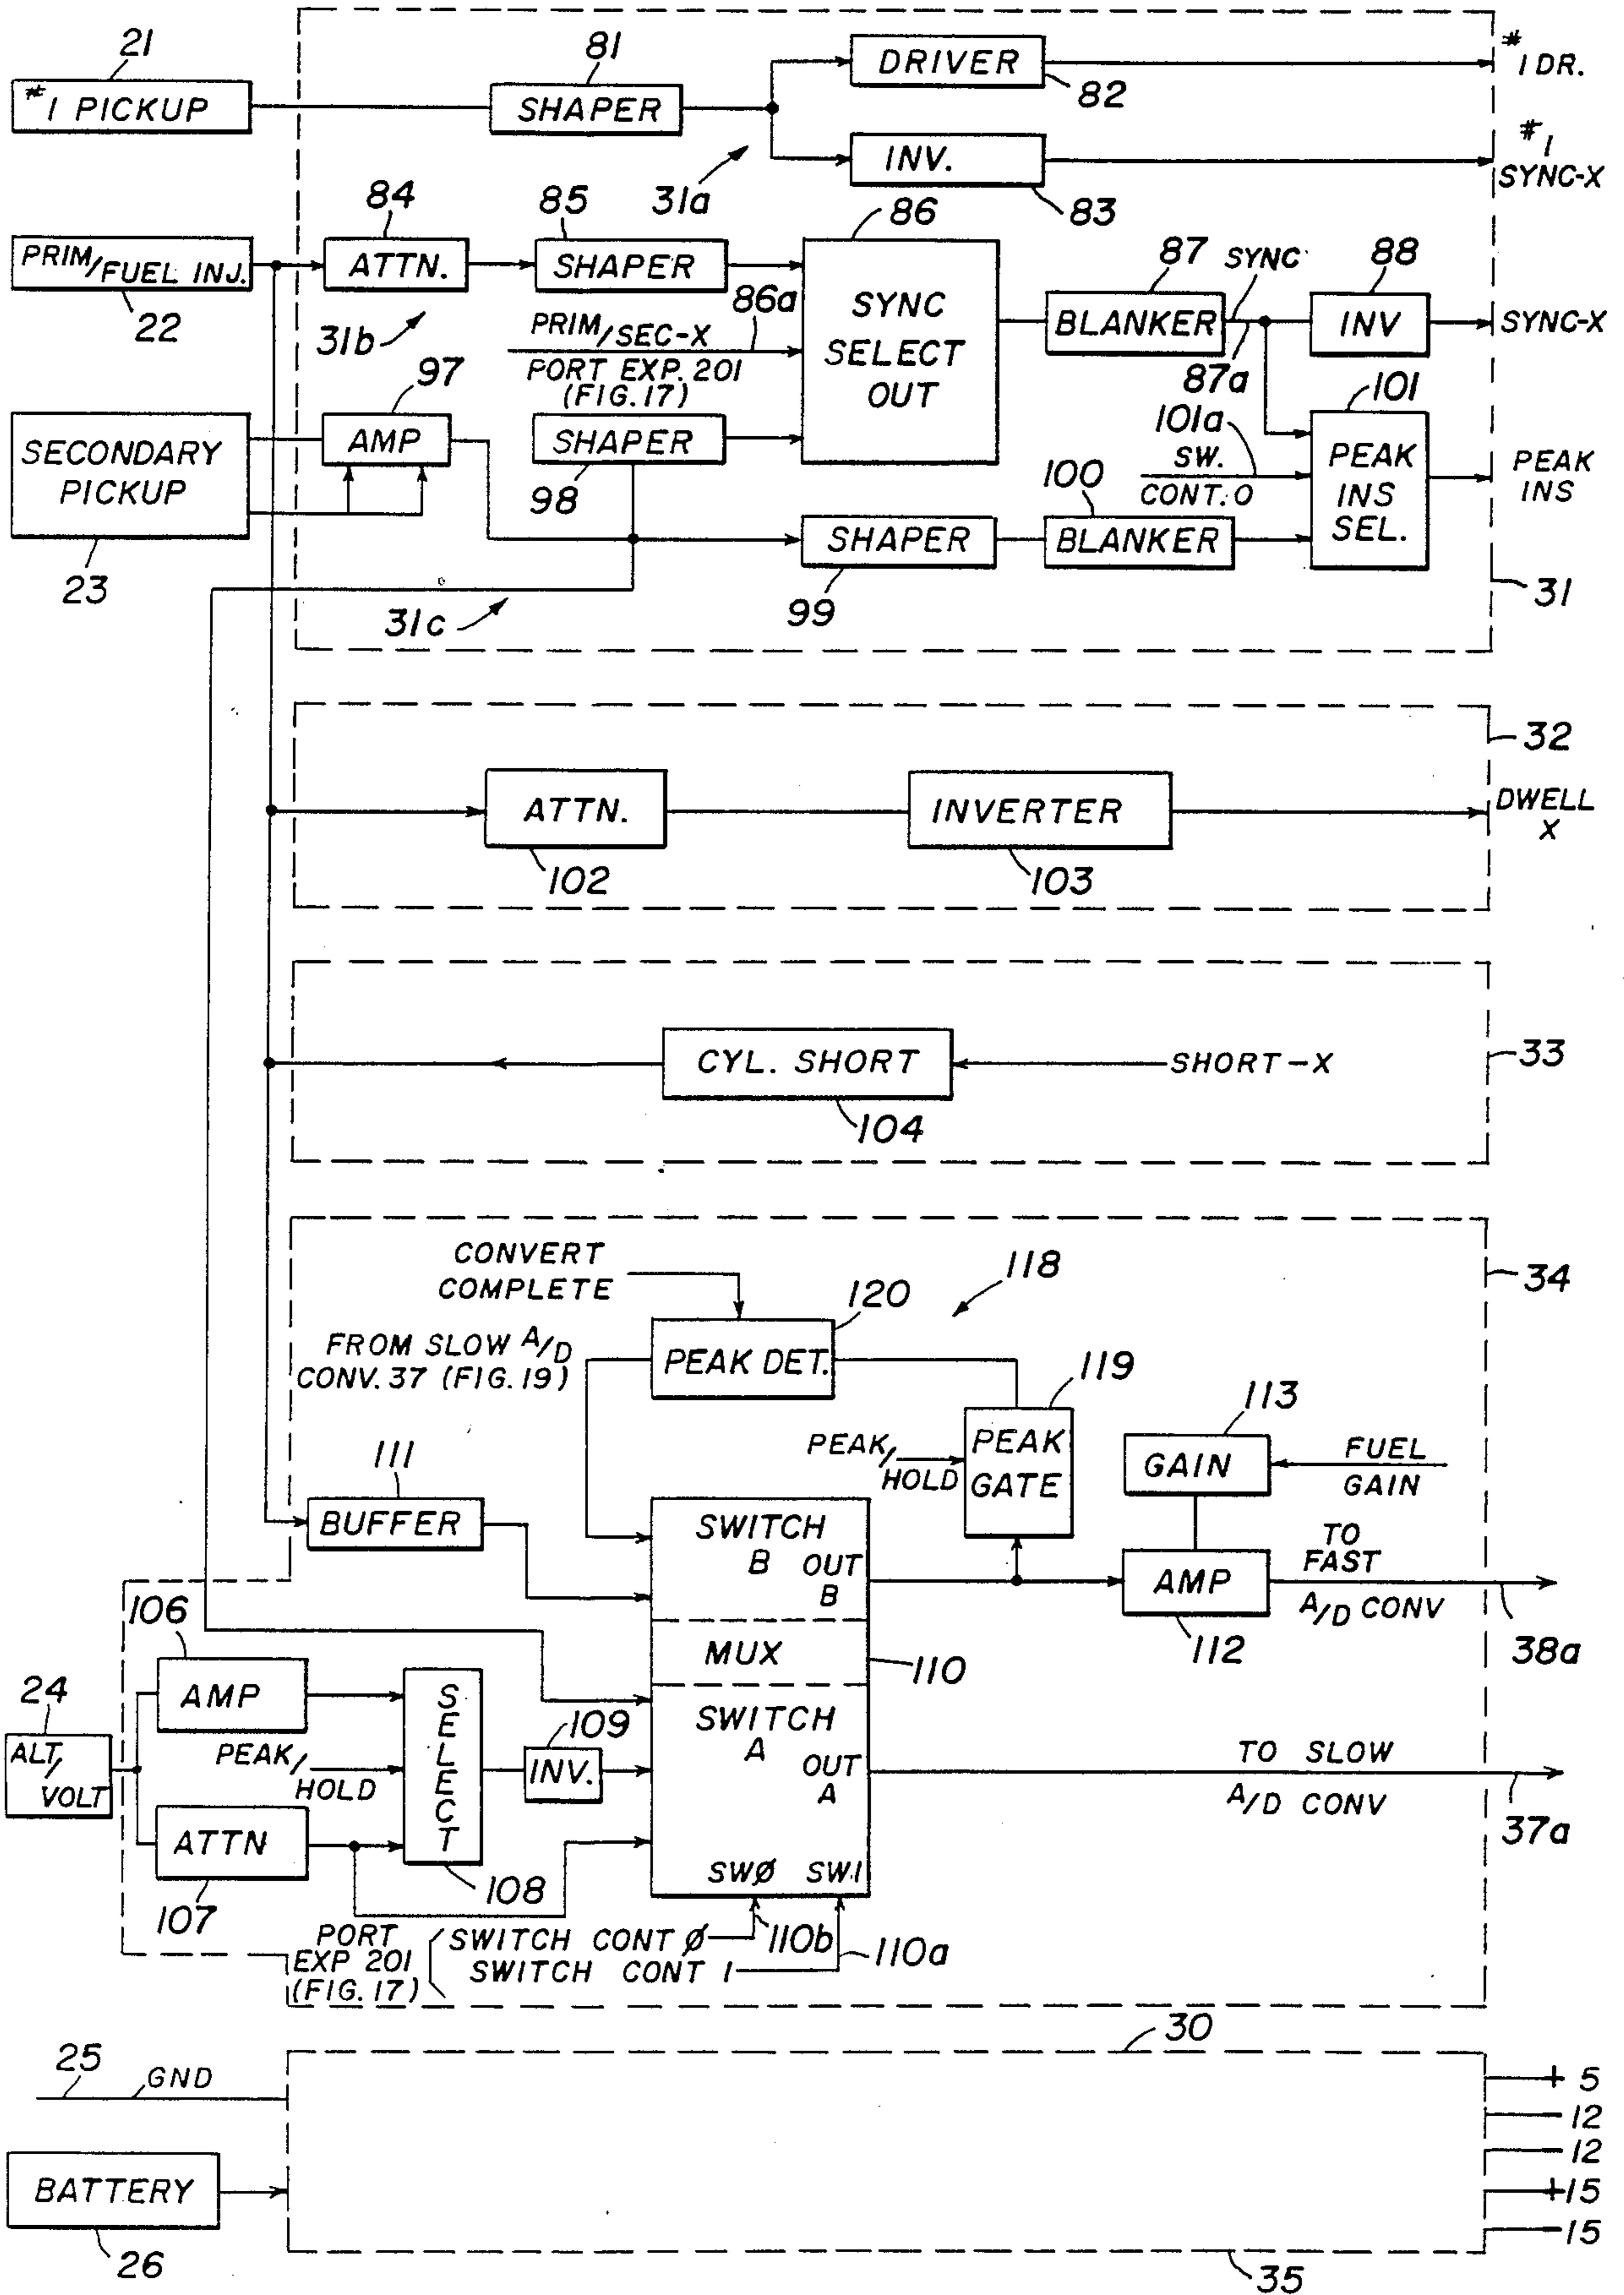 21
#1 PICKUP
81
SHAPER
DRIVER
82
#1 DR.
INV.
83
#1
SYNC-X
31a
84
ATTN.
85
SHAPER
86
PRIM/FUEL INJ.
22
31b
86a
PRIM/SEC-X
PORT EXP. 201
(FIG. 17)
SYNC
SELECT
OUT
87
BLANKER
SYNC
87a
88
INV
SYNC-X
97
AMP
SECONDARY
PICKUP
23
SHAPER
98
101a
SW.
CONT. O
101
PEAK
INS
SEL.
PEAK
INS
100
BLANKER
SHAPER
99
31c
31
32
ATTN.
102
INVERTER
103
DWELL
X
33
CYL. SHORT
104
SHORT-X
34
CONVERT
COMPLETE
118
120
FROM SLOW A/D
CONV. 37 (FIG. 19)
PEAK DET.
119
PEAK
GATE
PEAK/
HOLD
113
GAIN
FUEL
GAIN
111
BUFFER
SWITCH
B
OUT
B
AMP
112
TO
FAST
A/D CONV
38a
MUX
110
106
AMP
24
ALT/
VOLT
PEAK/
HOLD
SELECT
108
109
INV.
SWITCH
A
OUT
A
TO SLOW
A/D CONV
37a
ATTN
107
SWØ SW1
PORT
EXP 201
(FIG. 17)
SWITCH CONT Ø
SWITCH CONT 1
110b
110a
30
25
GND
+5
-12
-12
+15
-15
BATTERY
26
35